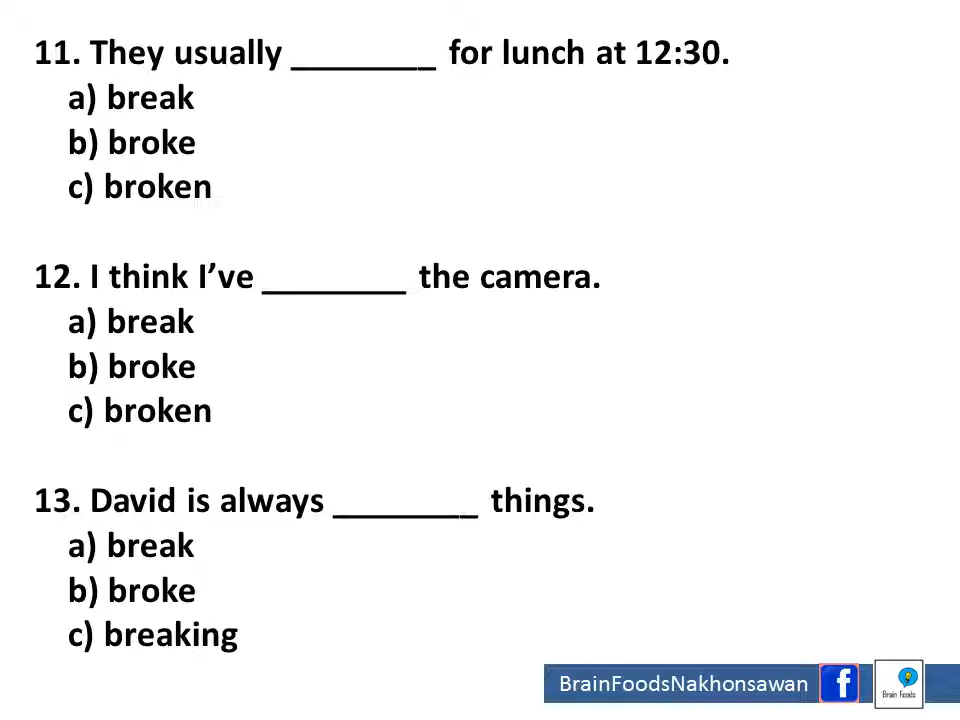 11. They usually ________ for lunch at 12:30.
a) break
b) broke
c) broken
12. I think I’ve ________ the camera.
a) break
b) broke
c) broken
13. David is always ________ things.
a) break
b) broke
c) breaking
BrainFoodsNakhonsawan
f
Brain Foods